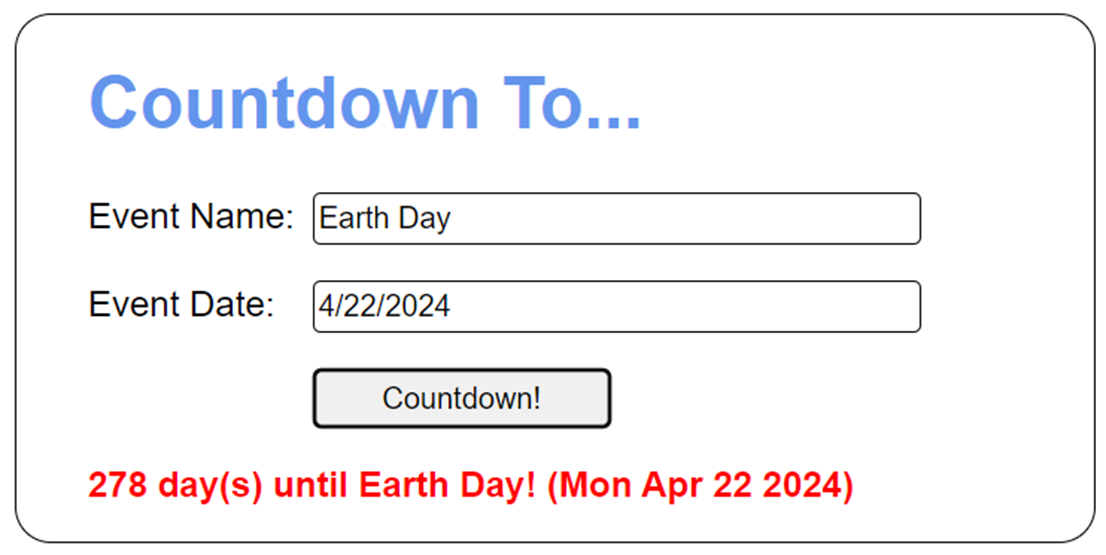 Countdown To...
Event Name: Earth Day
Event Date: 4/22/2024
Countdown!
278 day(s) until Earth Day! (Mon Apr 22 2024)